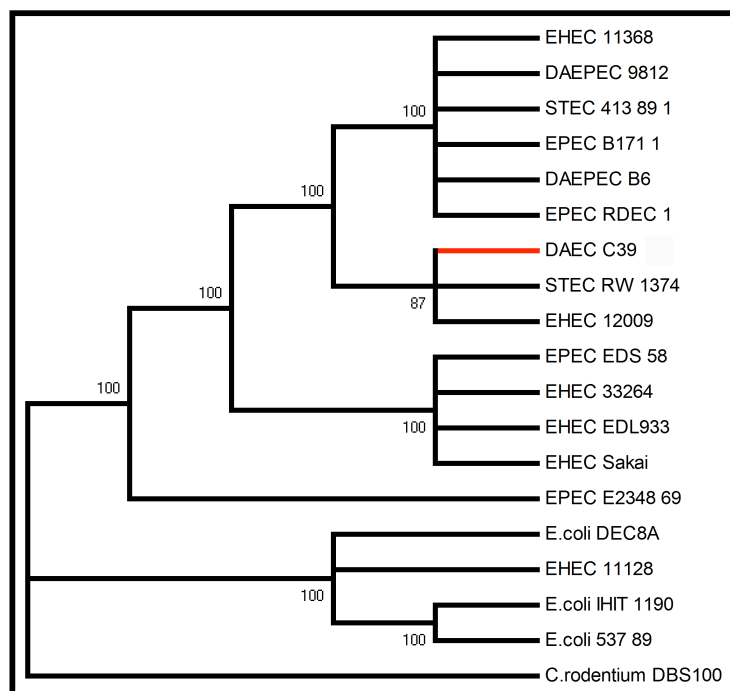 EHEC 11368
DAEPEC 9812
100
STEC 413 89 1
EPEC B171 1
DAEPEC B6
100
EPEC RDEC 1
DAEC C39
STEC RW 1374
100
87
EHEC 12009
EPEC EDS 58
100
EHEC 33264
100
EHEC EDL933
EHEC Sakai
EPEC E2348 69
E.coli DEC8A
EHEC 11128
100
E.coli IHIT 1190
100
E.coli 537 89
C.rodentium DBS100